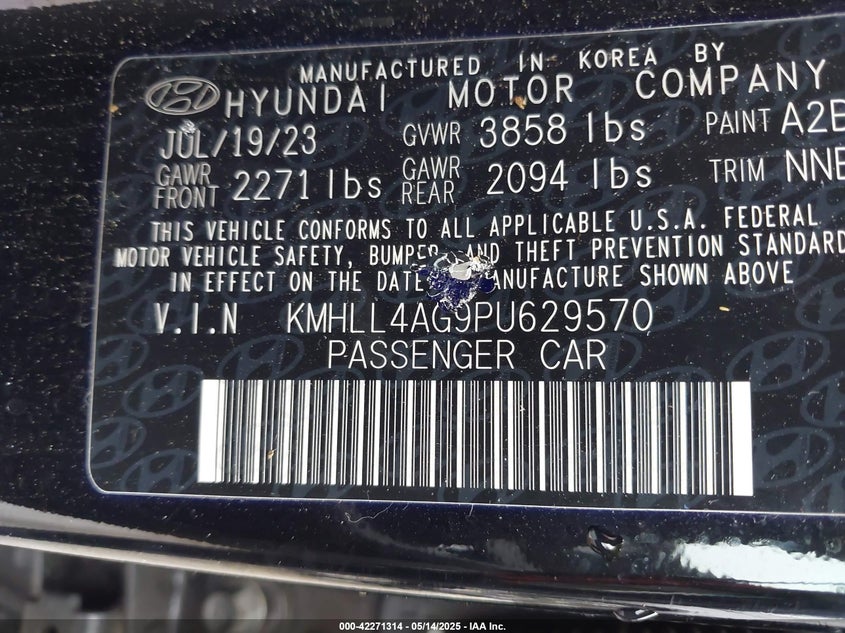 MANUFACTURED IN KOREA BY
HYUNDAI MOTOR COMPANY
JUL/19/23 GVWR 3858 lbs PAINT A2B
GAWR FRONT 2271 lbs GAWR REAR 2094 lbs TRIM NNB
THIS VEHICLE CONFORMS TO ALL APPLICABLE U.S.A. FEDERAL
MOTOR VEHICLE SAFETY, BUMPER, AND THEFT PREVENTION STANDARD
IN EFFECT ON THE DATE MANUFACTURE SHOWN ABOVE
V.I.N KMHLL4AG9PU629570
PASSENGER CAR
000-42271314 - 05/14/2025 - IAA Inc.